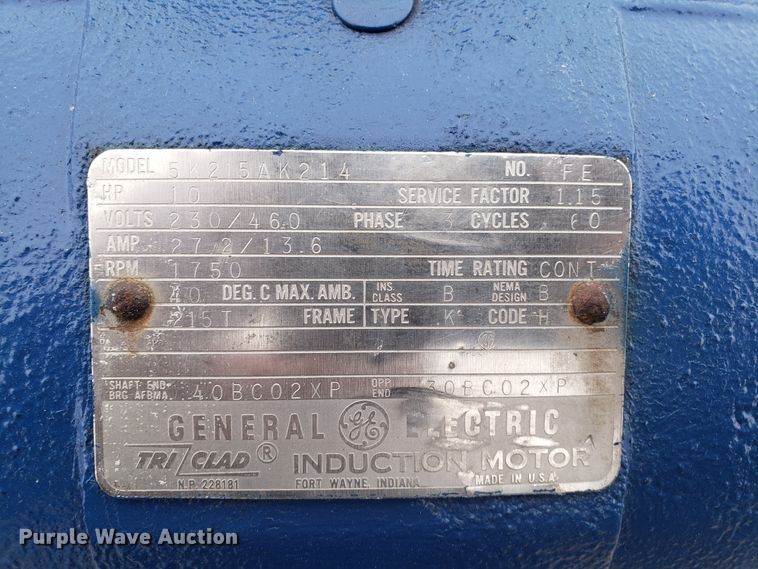 MODEL 5K215AK214 NO. FE
HP 10 SERVICE FACTOR 1.15
VOLTS 230/460 PHASE 3 CYCLES 60
AMP. 27.2/13.6
RPM 1750 TIME RATING CONT
40 DEG. C MAX. AMB. INS. CLASS B NEMA DESIGN B
215T FRAME TYPE K CODE H
SHAFT END BRG AFBMA 40BC02XP OPP END 30BC02XP
GENERAL GE ELECTRIC
TRI/CLAD ® INDUCTION MOTOR
N.P. 228181 FORT WAYNE, INDIANA MADE IN U.S.A.
Purple Wave Auction